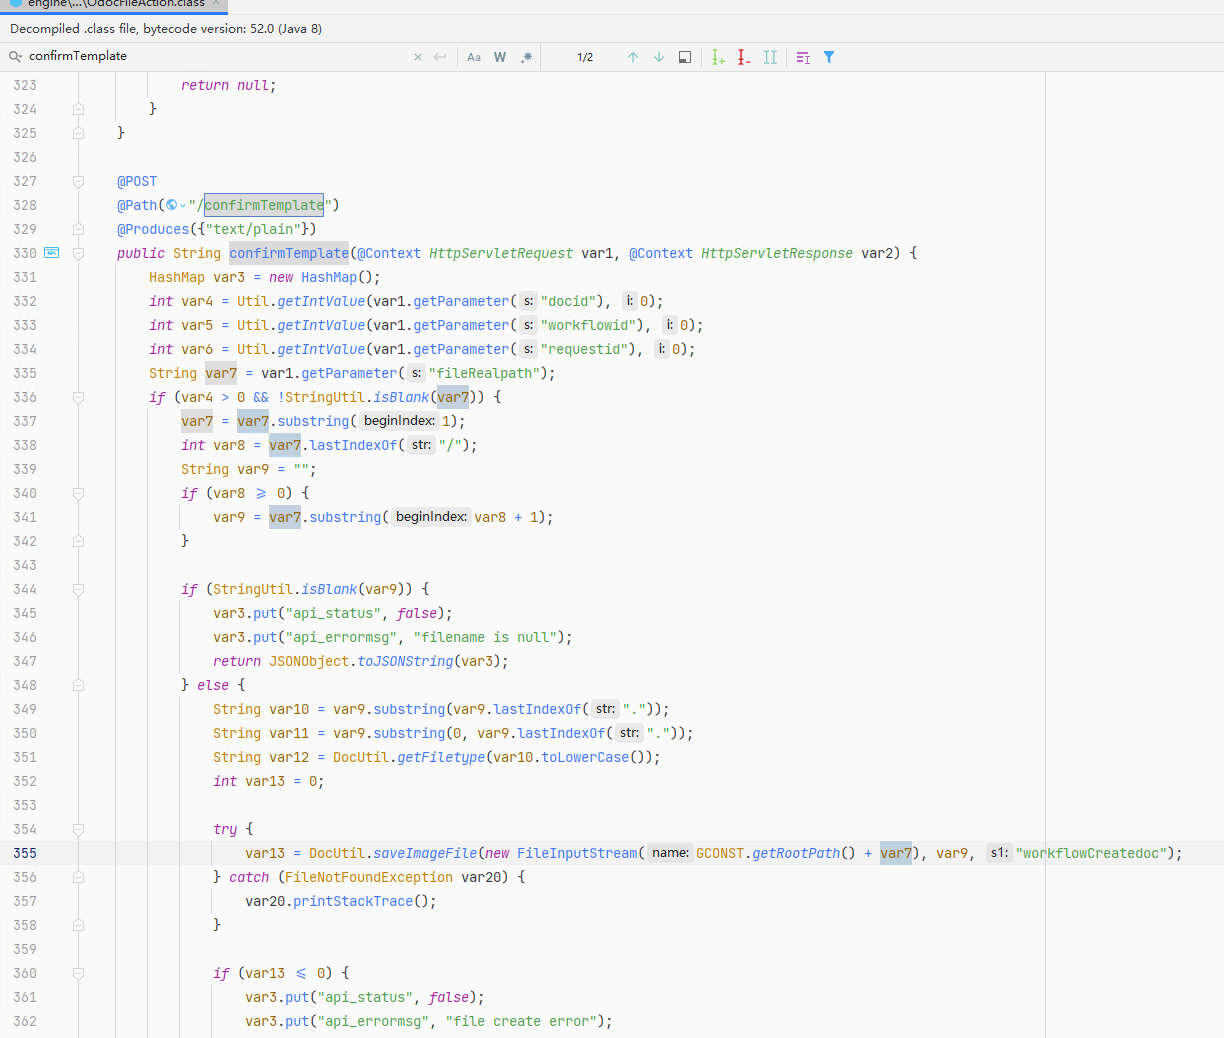 engine\...\OdocFileAction.class ×
Decompiled .class file, bytecode version: 52.0 (Java 8)
confirmTemplate × Aa W .* 1/2
323 return null;
324 }
325 }
326
327 @POST
328 @Path("/confirmTemplate")
329 @Produces({"text/plain"})
330 public String confirmTemplate(@Context HttpServletRequest var1, @Context HttpServletResponse var2) {
331 HashMap var3 = new HashMap();
332 int var4 = Util.getIntValue(var1.getParameter( s: "docid"), i: 0);
333 int var5 = Util.getIntValue(var1.getParameter( s: "workflowid"), i: 0);
334 int var6 = Util.getIntValue(var1.getParameter( s: "requestid"), i: 0);
335 String var7 = var1.getParameter( s: "fileRealpath");
336 if (var4 > 0 && !StringUtil.isBlank(var7)) {
337 var7 = var7.substring( beginIndex: 1);
338 int var8 = var7.lastIndexOf( str: "/");
339 String var9 = "";
340 if (var8 ⩾ 0) {
341 var9 = var7.substring( beginIndex: var8 + 1);
342 }
343
344 if (StringUtil.isBlank(var9)) {
345 var3.put("api_status", false);
346 var3.put("api_errormsg", "filename is null");
347 return JSONObject.toJSONString(var3);
348 } else {
349 String var10 = var9.substring(var9.lastIndexOf( str: "."));
350 String var11 = var9.substring(0, var9.lastIndexOf( str: "."));
351 String var12 = DocUtil.getFiletype(var10.toLowerCase());
352 int var13 = 0;
353
354 try {
355 var13 = DocUtil.saveImageFile(new FileInputStream( name: GCONST.getRootPath() + var7), var9, s1: "workflowCreatedoc");
356 } catch (FileNotFoundException var20) {
357 var20.printStackTrace();
358 }
359
360 if (var13 ⩽ 0) {
361 var3.put("api_status", false);
362 var3.put("api_errormsg", "file create error");